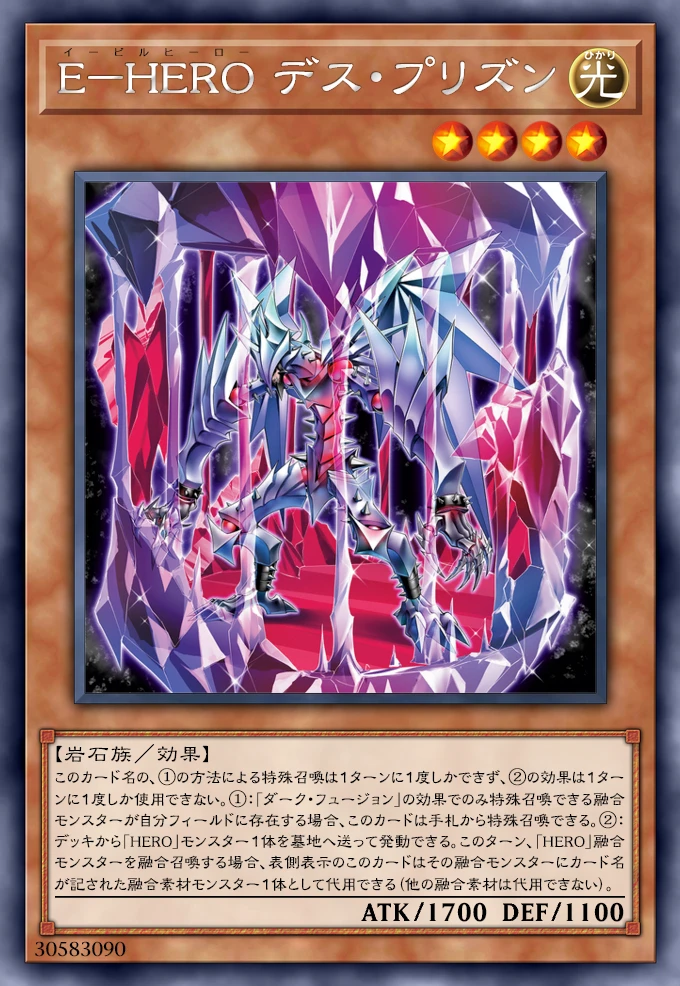 イービルヒーロー
E-HERO デス・プリズン
ひかり
光
【岩石族／効果】
このカード名の、①の方法による特殊召喚は1ターンに1度しかできず、②の効果は1ター
ンに1度しか使用できない。①：「ダーク・フュージョン」の効果でのみ特殊召喚できる融合
モンスターが自分フィールドに存在する場合、このカードは手札から特殊召喚できる。②：
デッキから「HERO」モンスター1体を墓地へ送って発動できる。このターン、「HERO」融合
モンスターを融合召喚する場合、表側表示のこのカードはその融合モンスターにカード名
が記された融合素材モンスター1体として代用できる（他の融合素材は代用できない）。
ATK/1700 DEF/1100
30583090